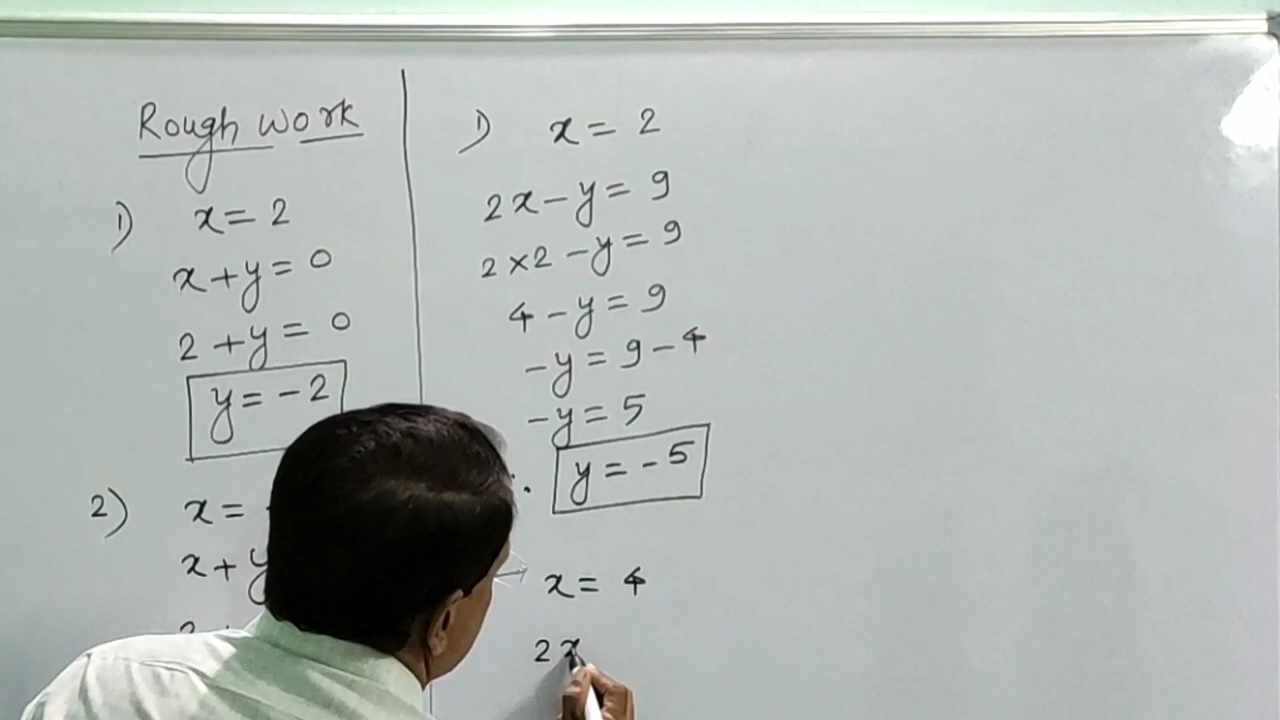 Rough work
1) x = 2
x + y = 0
2 + y = 0
y = - 2
2) x =
x + y
1) x = 2
2x - y = 9
2 × 2 - y = 9
4 - y = 9
- y = 9 - 4
- y = 5
y = - 5
x = 4
2x